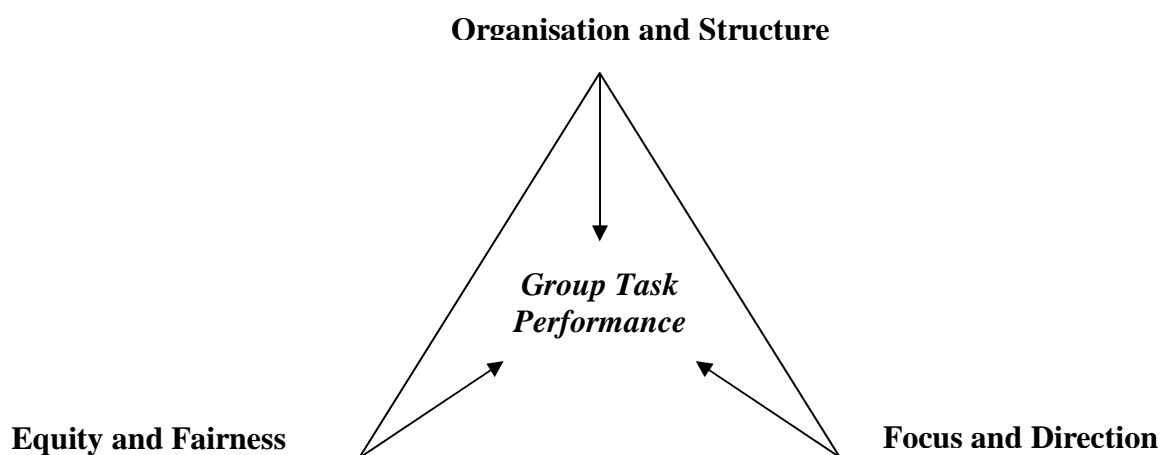 Organisation and Structure
Group Task
Performance
Equity and Fairness
Focus and Direction